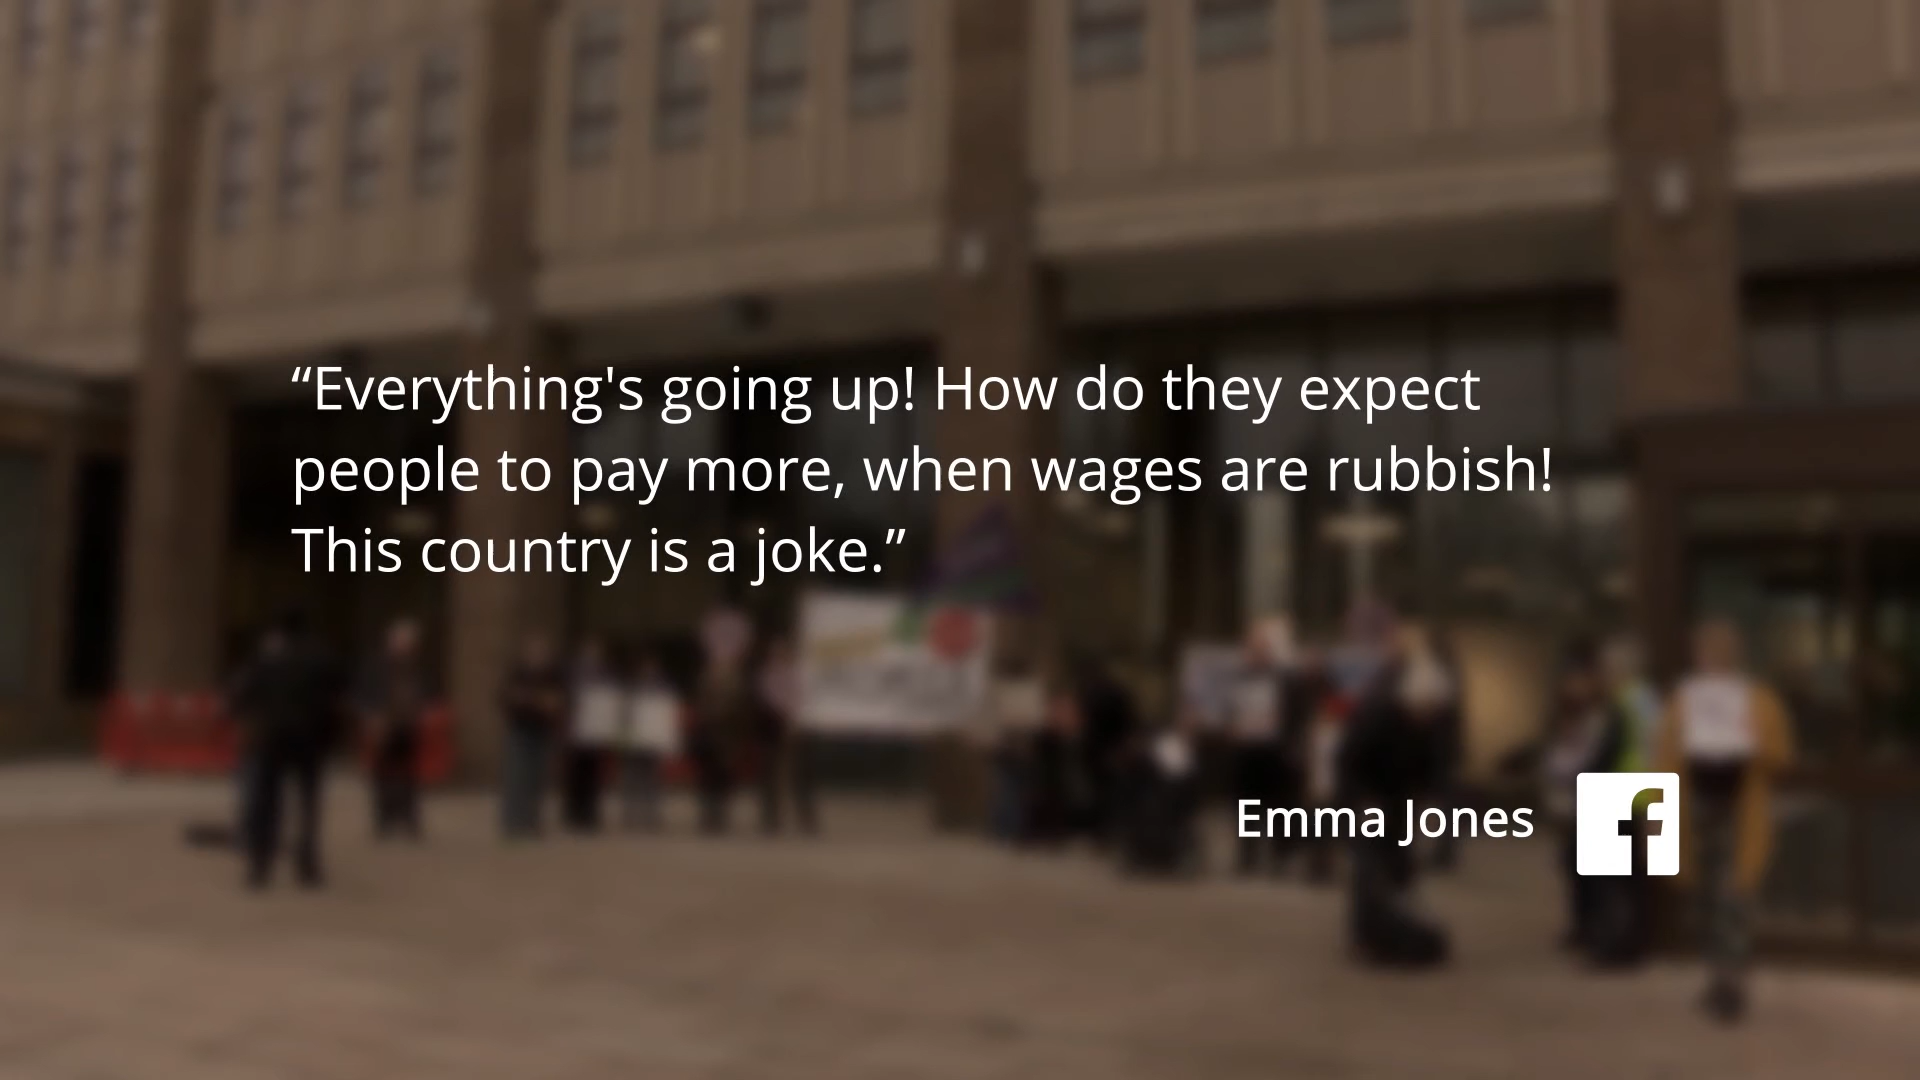 “Everything's going up! How do they expect
people to pay more, when wages are rubbish!
This country is a joke.”
Emma Jones